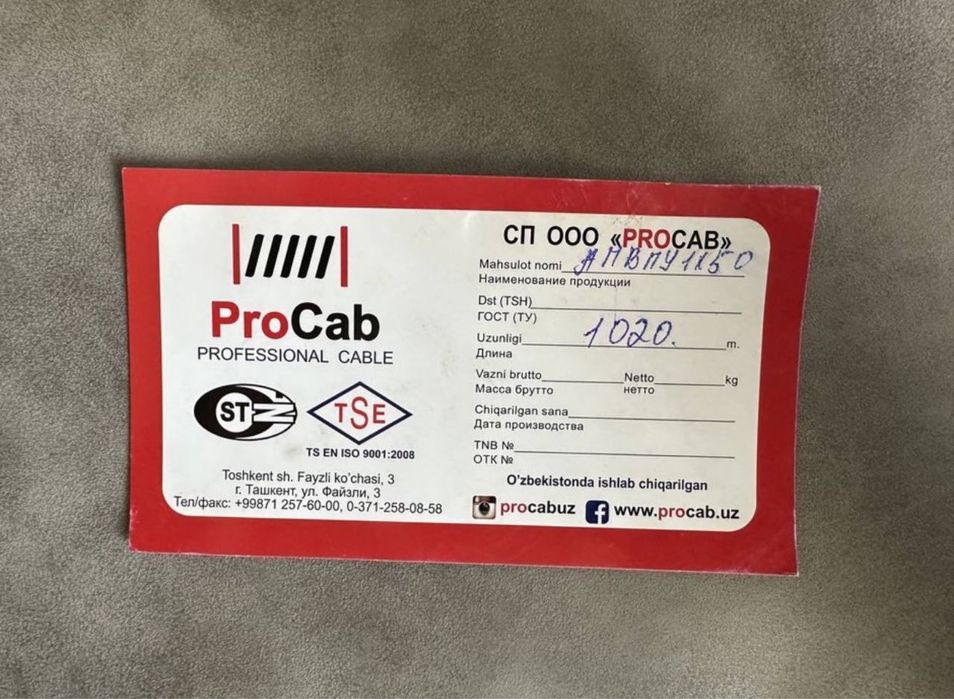 ProCab
PROFESSIONAL CABLE
ST
TSE
TS EN ISO 9001:2008
Toshkent sh. Fayzli ko'chasi, 3
г. Ташкент, ул. Файзли, 3
Тел/факс: +99871 257-60-00, 0-371-258-08-58
СП ООО «PROCAB»
Mahsulot nomi АПВПУ 1х50
Наименование продукции
Dst (TSH)
ГОСТ (ТУ)
Uzunligi 1020. m.
Длина
Vazni brutto Netto kg
Масса брутто нетто
Chiqarilgan sana
Дата производства
TNB №
ОТК №
O'zbekistonda ishlab chiqarilgan
procabuz www.procab.uz